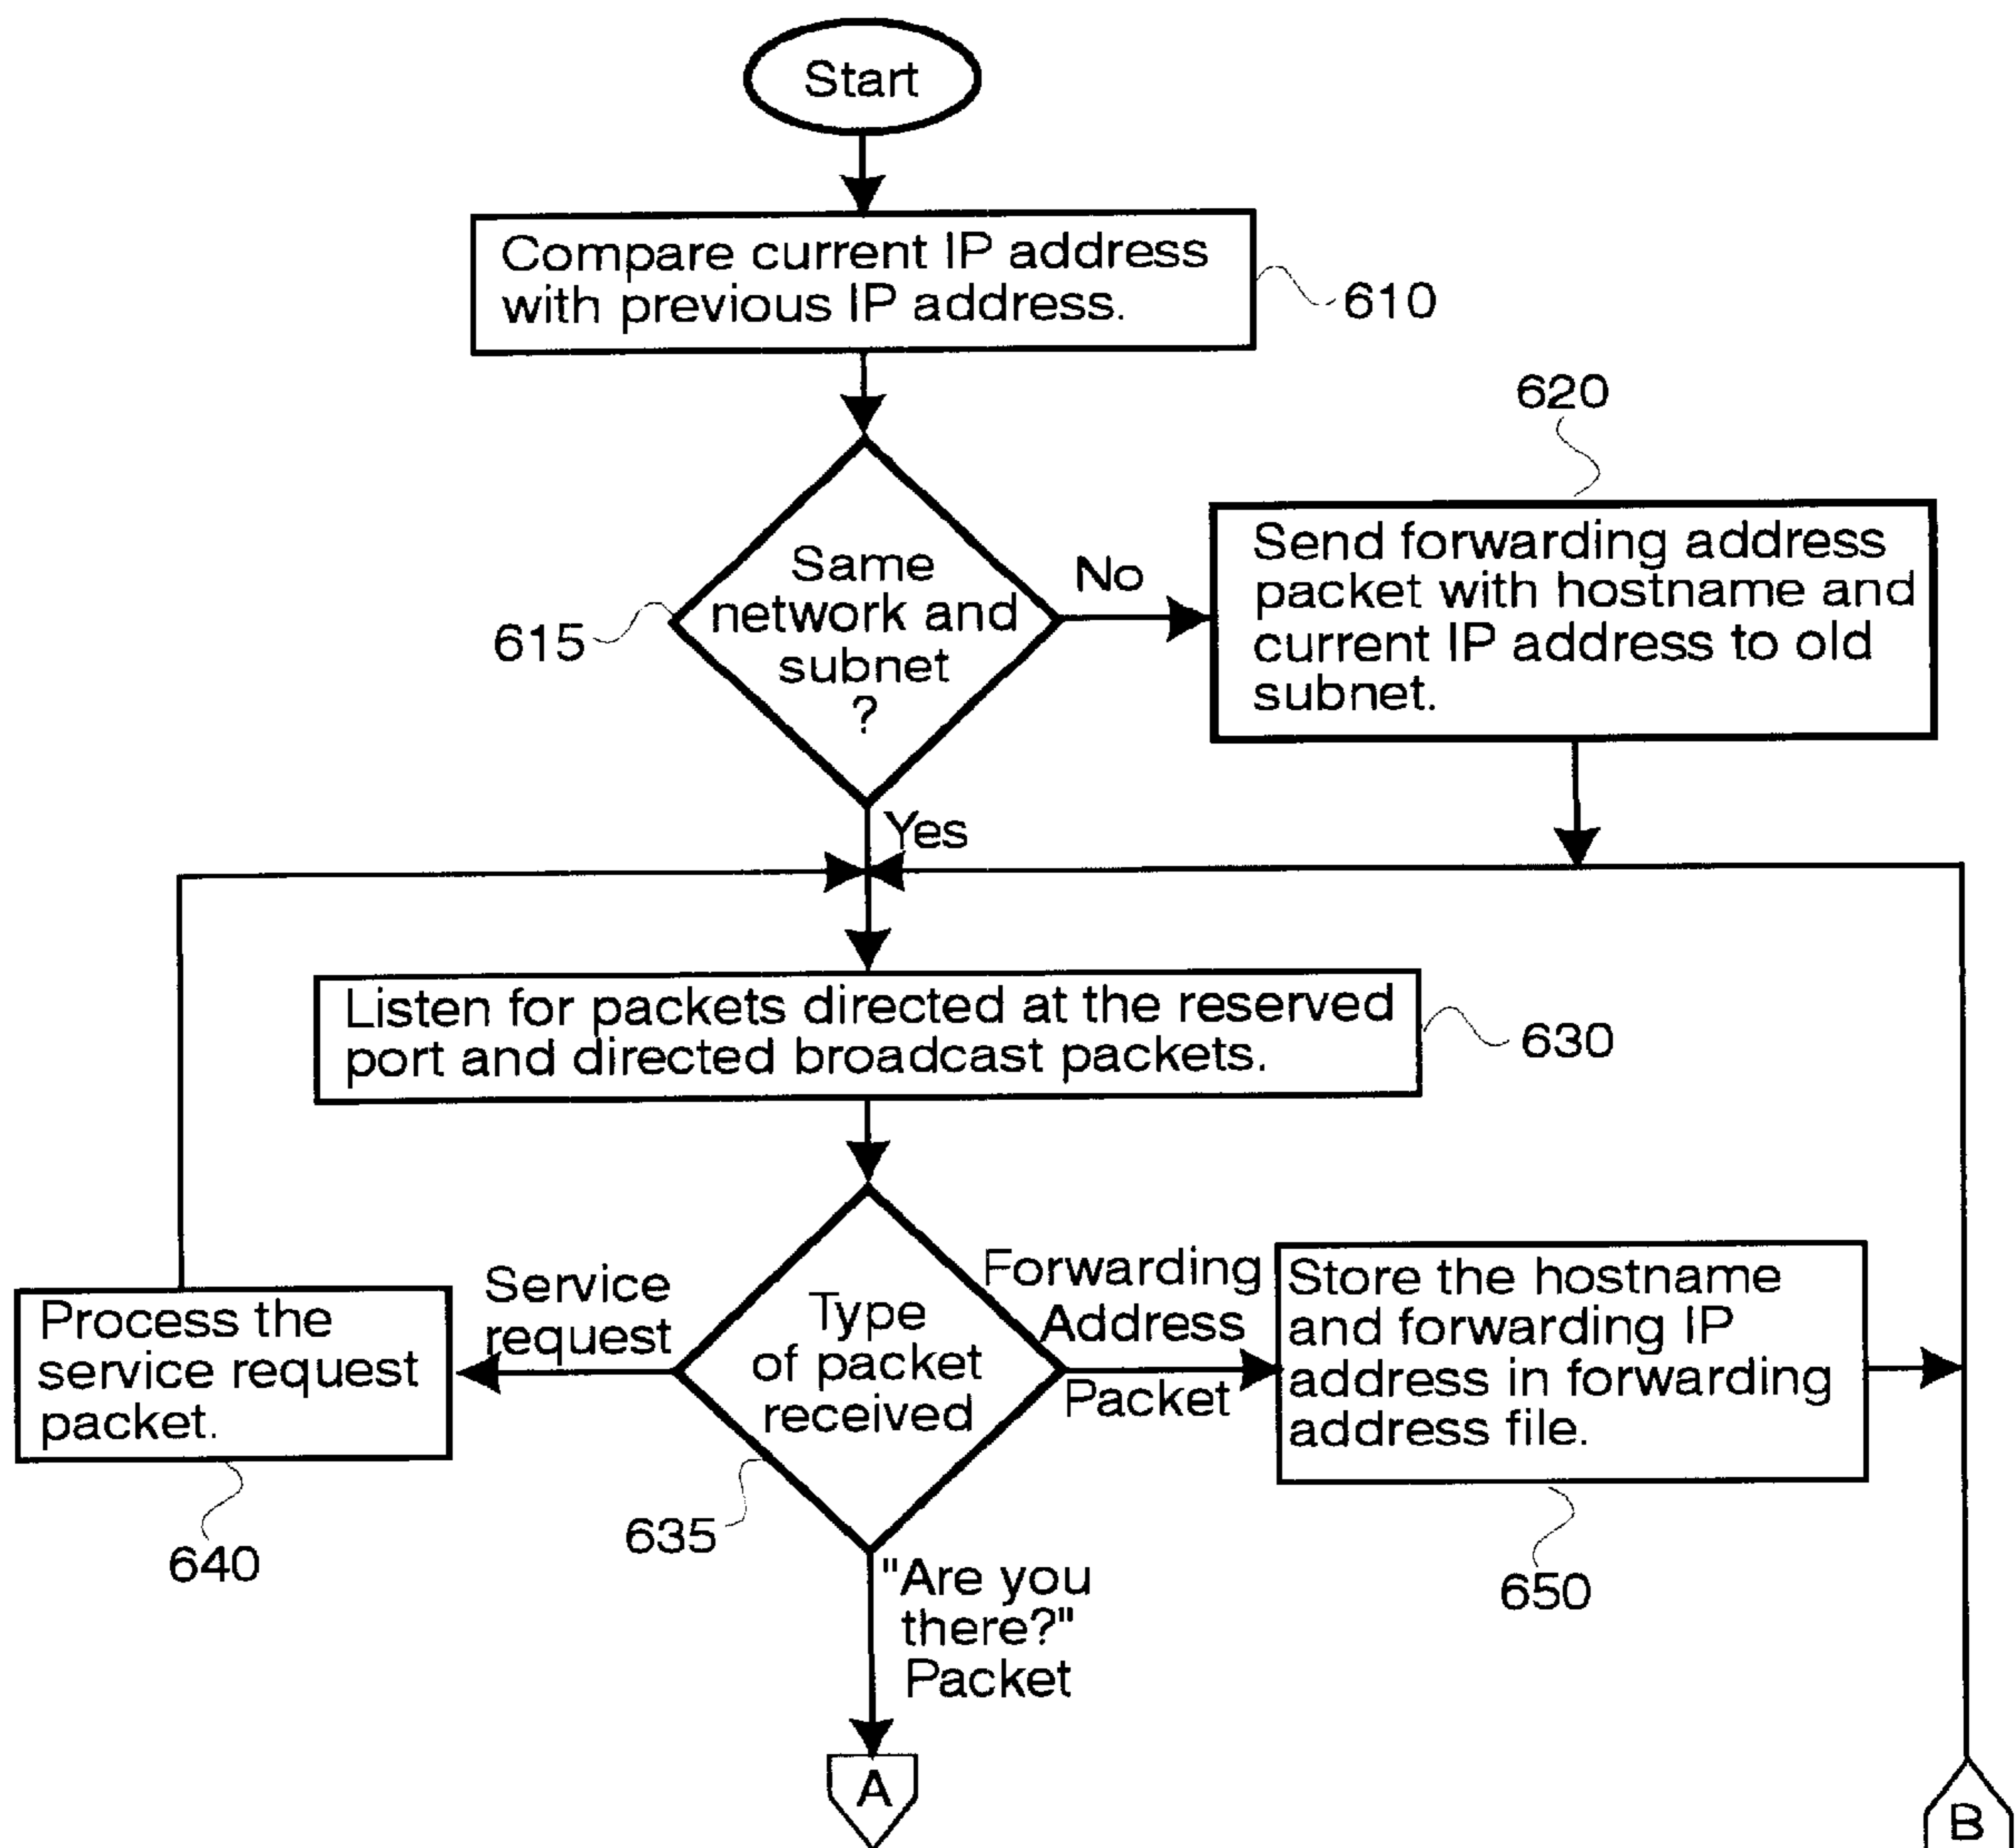 Start
Compare current IP address
with previous IP address.
610
620
Same
network and
subnet
?
615
No
Send forwarding address
packet with hostname and
current IP address to old
subnet.
Yes
Listen for packets directed at the reserved
port and directed broadcast packets.
630
Process the
service request
packet.
640
Service
request
Type
of packet
received
635
Forwarding
Address
Packet
Store the hostname
and forwarding IP
address in forwarding
address file.
650
"Are you
there?"
Packet
A
B